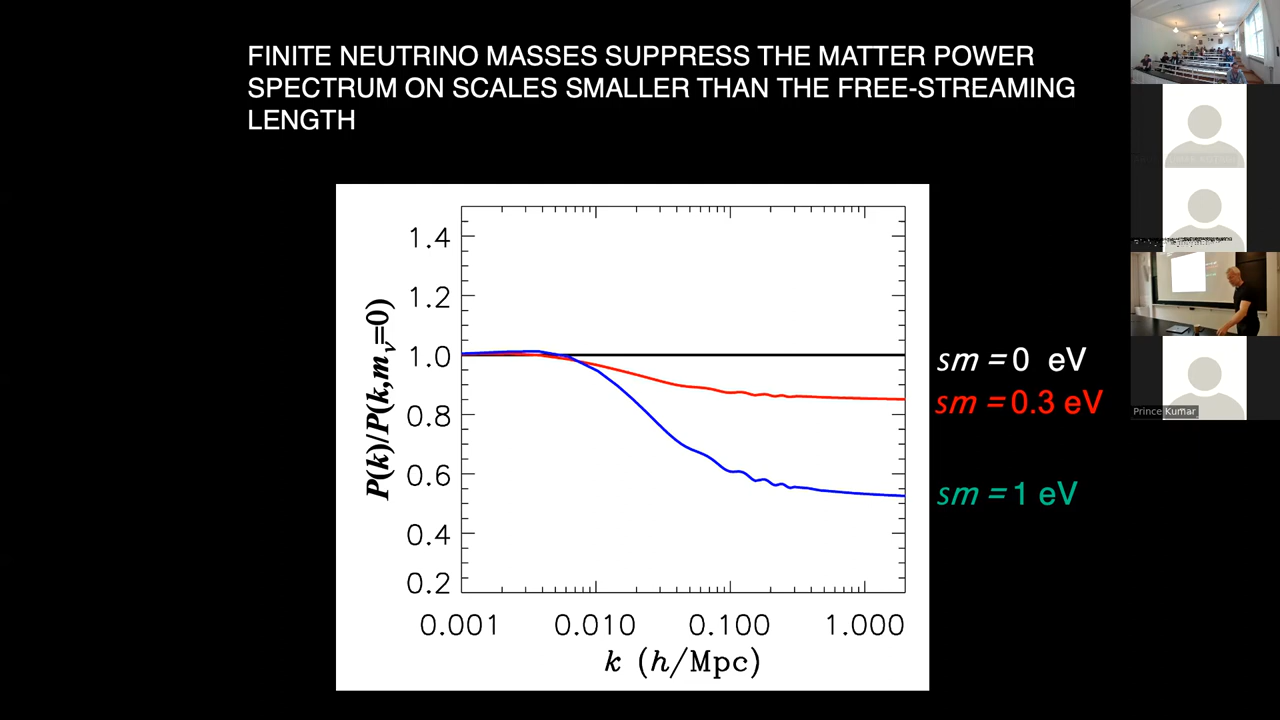 FINITE NEUTRINO MASSES SUPPRESS THE MATTER POWER
SPECTRUM ON SCALES SMALLER THAN THE FREE-STREAMING
LENGTH
P(k)/P(k,mν=0)
1.4
1.2
1.0
0.8
0.6
0.4
0.2
0.001 0.010 0.100 1.000
k (h/Mpc)
sm = 0 eV
sm = 0.3 eV
sm = 1 eV
Prince Kumar